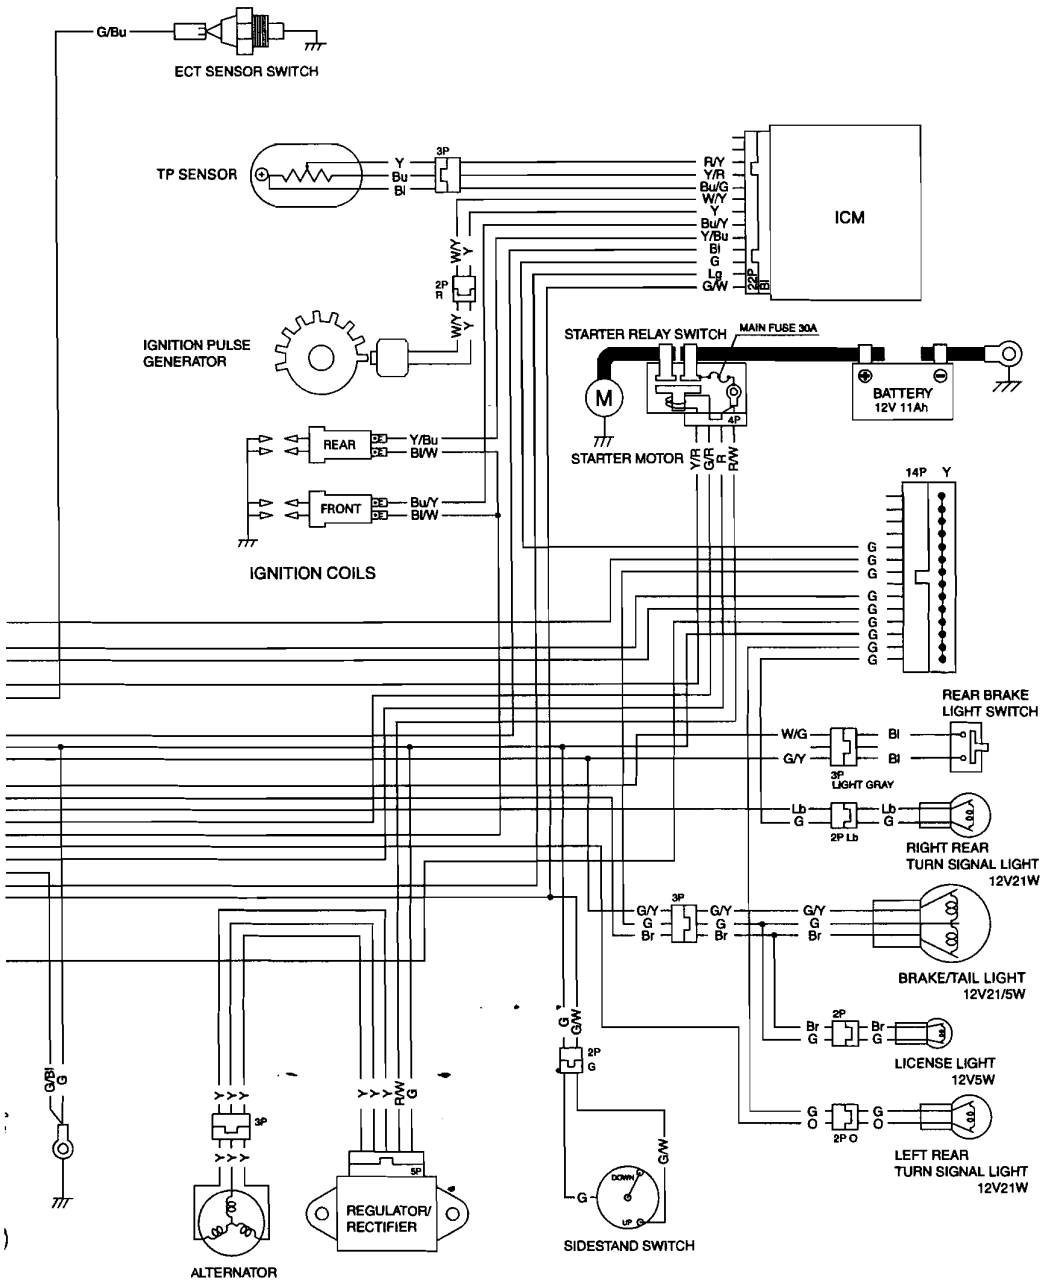 G/Bu
ECT SENSOR SWITCH
TP SENSOR
Y
Bu
Bl
3P
R/Y
Y/R
Bu/G
W/Y
Y
Bu/Y
Y/Bu
Bl
G
Lg
G/W
22P
Bl
ICM
W/Y
Y
2P
R
W/Y
Y
IGNITION PULSE
GENERATOR
STARTER RELAY SWITCH
MAIN FUSE 30A
M
STARTER MOTOR
4P
Y/R
G/R
R
R/W
BATTERY
12V 11Ah
REAR
Y/Bu
Bl/W
FRONT
Bu/Y
Bl/W
IGNITION COILS
14P Y
G
G
G
G
G
G
G
G
G
REAR BRAKE
LIGHT SWITCH
W/G
Bl
G/Y
Bl
3P
LIGHT GRAY
Lb
Lb
G
G
2P Lb
RIGHT REAR
TURN SIGNAL LIGHT
12V21W
3P
G/Y
G/Y
G/Y
G
G
G
Br
Br
Br
BRAKE/TAIL LIGHT
12V21/5W
2P
Br
Br
G
G
LICENSE LIGHT
12V5W
G
G
O
O
2P O
LEFT REAR
TURN SIGNAL LIGHT
12V21W
G/Bl
G
Y
Y
Y
3P
Y
Y
Y
ALTERNATOR
Y
Y
Y
R/W
G
5P
REGULATOR/
RECTIFIER
G
G/W
2P
G
G/W
G
DOWN
UP
SIDESTAND SWITCH